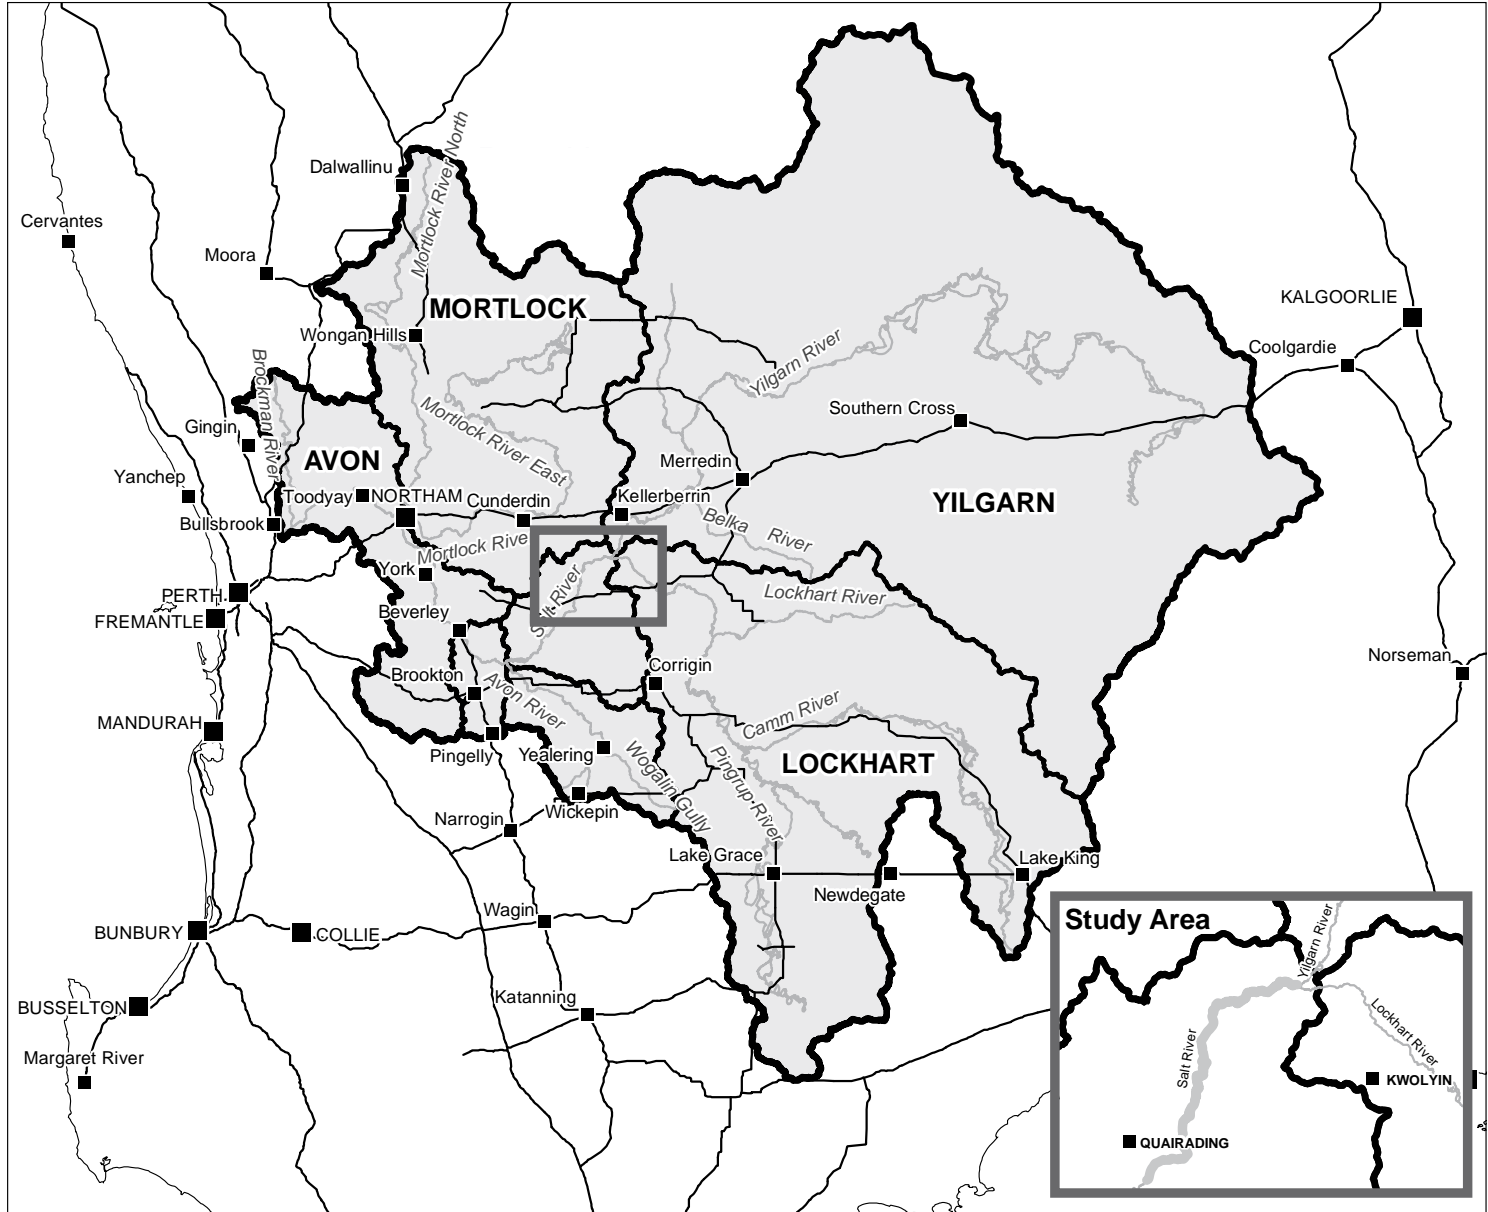 Mortlock River North
Dalwallinu
Cervantes
Moora
MORTLOCK
KALGOORLIE
Wongan Hills
Coolgardie
Brockman River
Yilgarn River
Mortlock River East
Southern Cross
Gingin
AVON
Merredin
Yanchep
Toodyay
NORTHAM
Cunderdin
Kellerberrin
YILGARN
Bullsbrook
Belka River
Mortlock Rive
York
PERTH
Salt River
Lockhart River
Beverley
FREMANTLE
Norseman
Corrigin
Brookton
Avon River
MANDURAH
Camm River
Pingelly
Yealering
Wogalin Gully
Pingrup River
LOCKHART
Wickepin
Narrogin
Lake Grace
Lake King
Newdegate
Wagin
BUNBURY
COLLIE
Study Area
Yilgarn River
Katanning
BUSSELTON
Lockhart River
Margaret River
Salt River
KWOLYIN
QUAIRADING